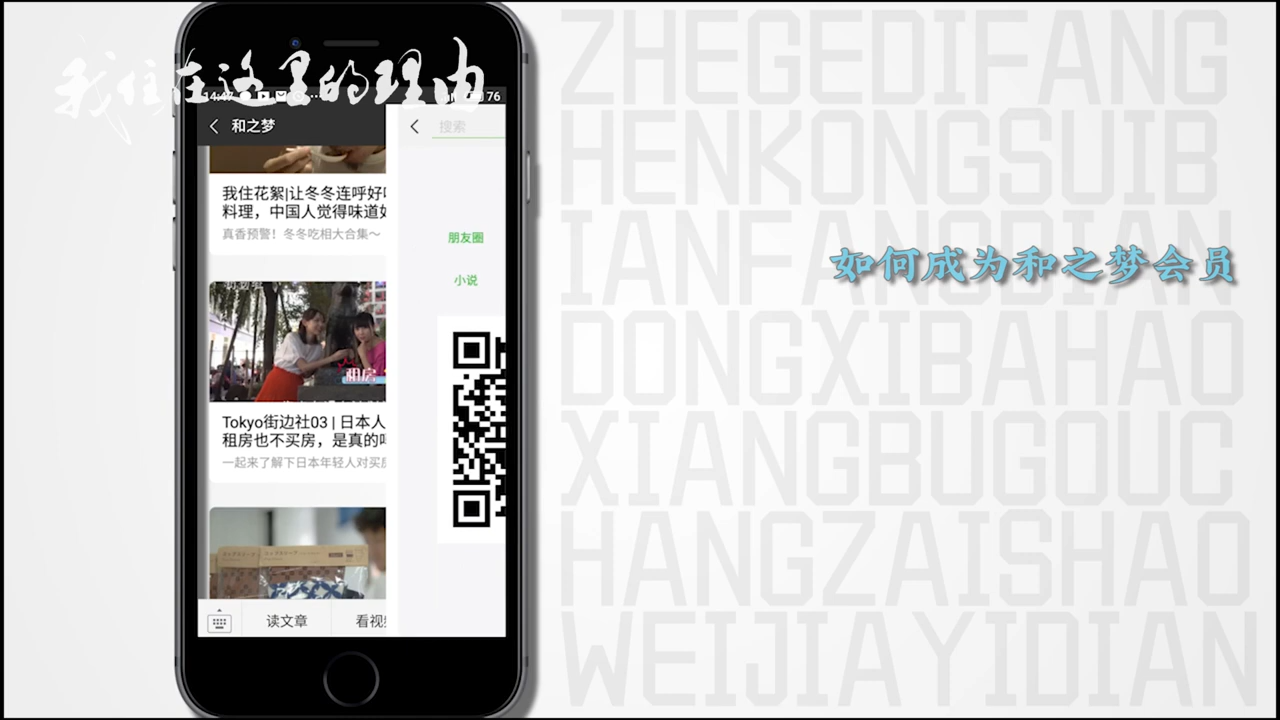 我住在这里的理由
14:47
76
和之梦
搜索
我住花絮|让冬冬连呼好
料理，中国人觉得味道
真香预警！冬冬吃相大合集～
朋友圈
小说
租房
Tokyo街边社03 | 日本人
租房也不买房，是真的
一起来了解下日本年轻人对买
读文章
看视
如何成为和之梦会员
ZHEGEDIFANG
HENKONGSUIB
IANFANGDIAN
DONGXIBAHAO
XIANGBUGOUC
HANGZAISHAO
WEIJIAYIDIAN